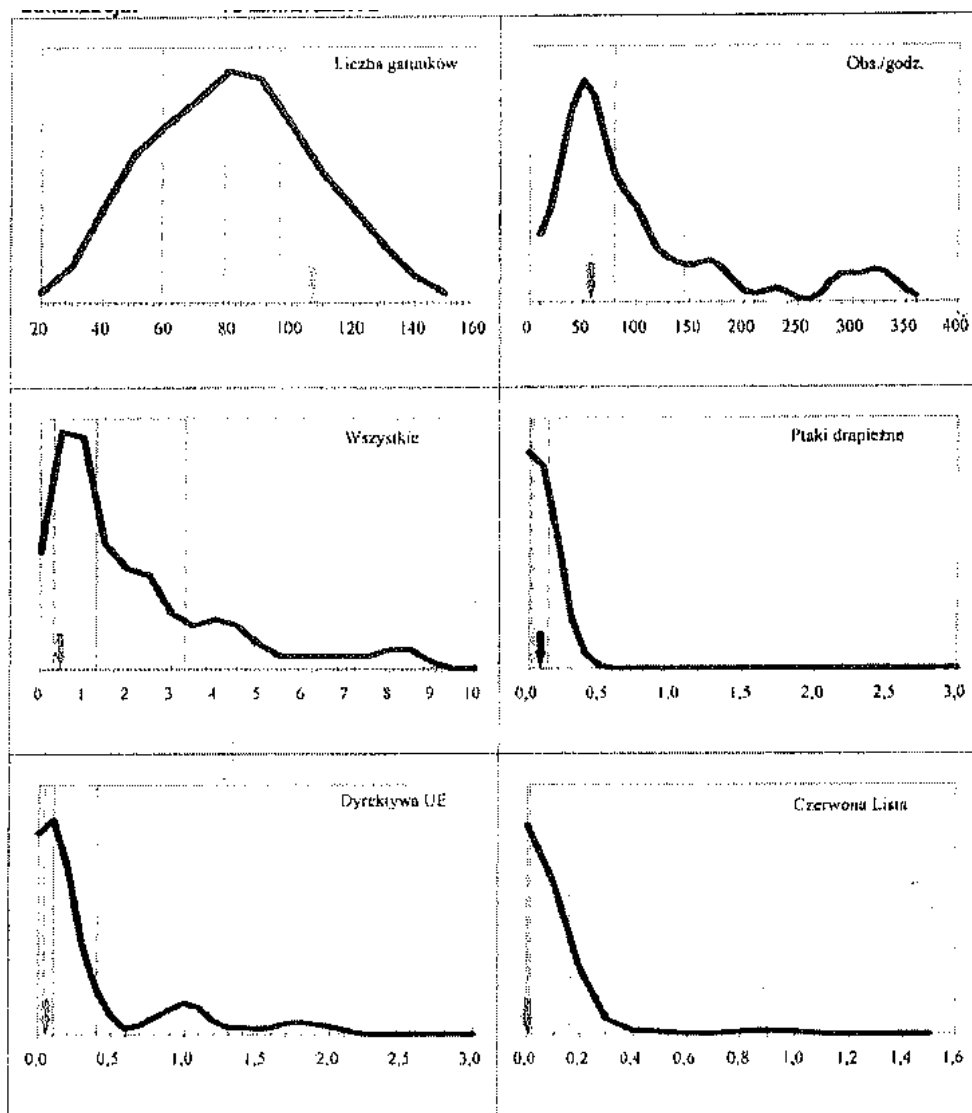 Liczba gatunków
20 40 60 80 100 120 140 160
Obs./godz.
0 50 100 150 200 250 300 350 400
Wszystkie
0 1 2 3 4 5 6 7 8 9 10
Ptaki drapieżne
0,0 0,5 1,0 1,5 2,0 2,5 3,0
Dyrektywa UE
0,0 0,5 1,0 1,5 2,0 2,5 3,0
Czerwona Lista
0,0 0,2 0,4 0,6 0,8 1,0 1,2 1,4 1,6